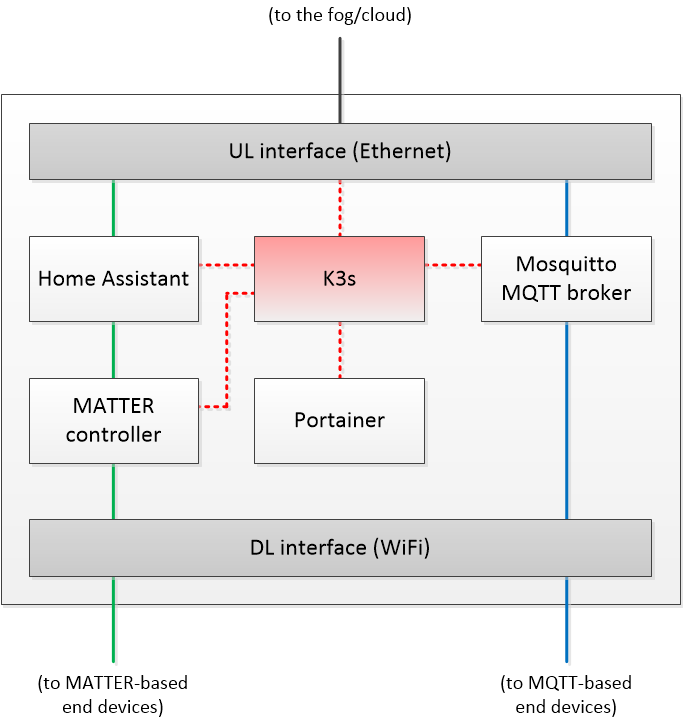 (to the fog/cloud)
UL interface (Ethernet)
Home Assistant
K3s
Mosquitto
MQTT broker
MATTER
controller
Portainer
DL interface (WiFi)
(to MATTER-based
end devices)
(to MQTT-based
end devices)